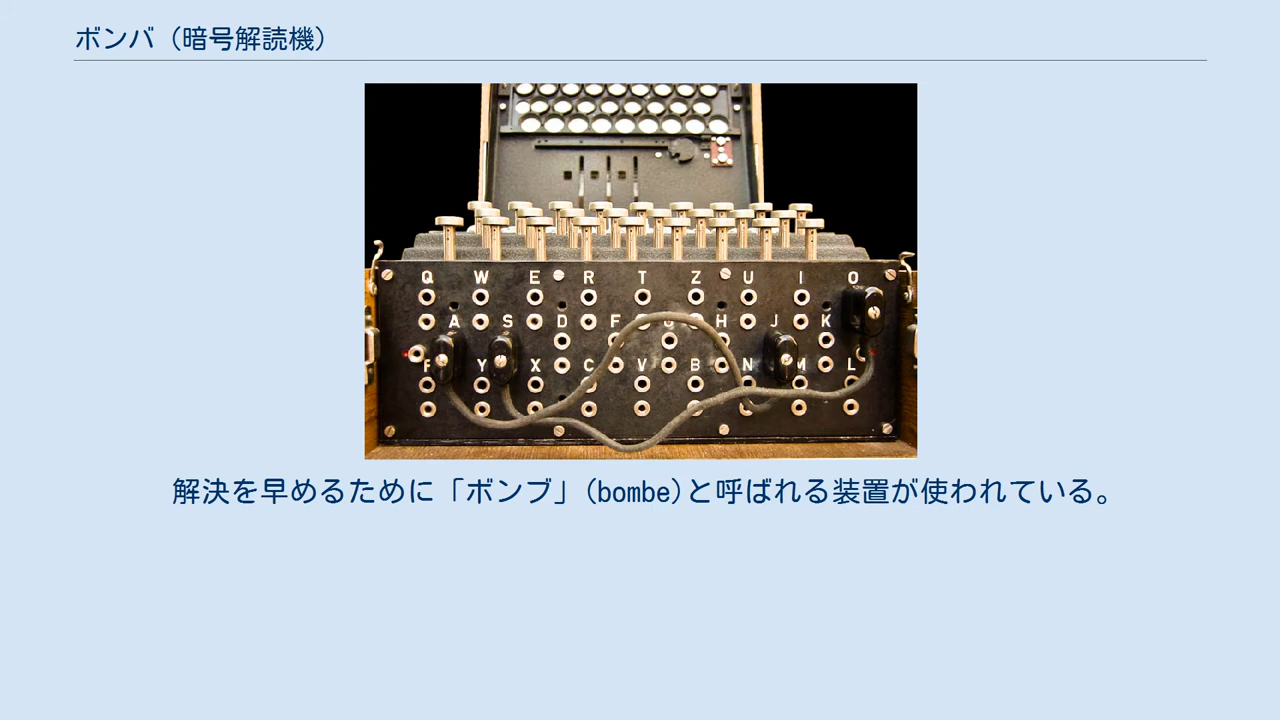 ボンバ（暗号解読機）
Q W E R T Z U I O
A S D F G H J K
P Y X C V B N M L
解決を早めるために「ボンブ」(bombe)と呼ばれる装置が使われている。